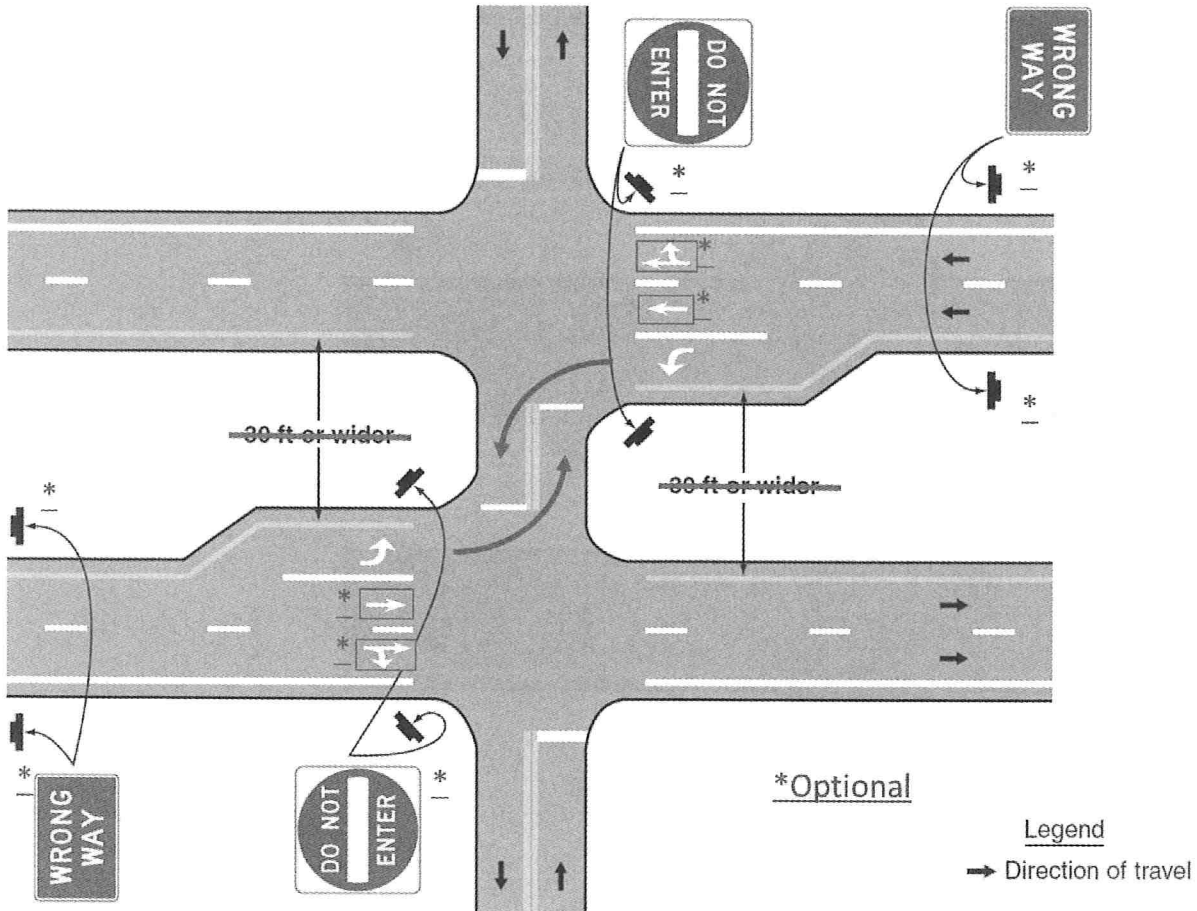 DO NOT
ENTER
WRONG
WAY
*
*
*
*
30 ft or wider
*
30 ft or wider
*
*
*
*
*
WRONG
WAY
DO NOT
ENTER
*Optional
Legend
Direction of travel